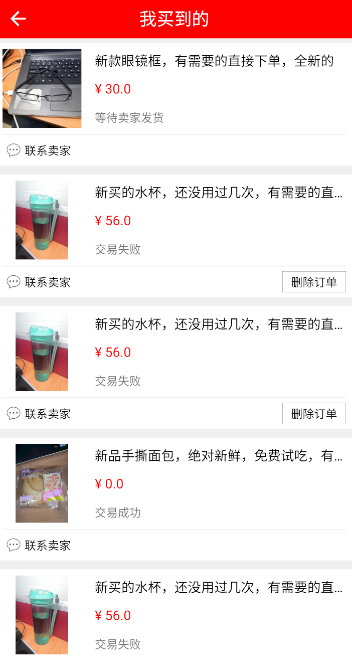 我买到的
新款眼镜框，有需要的直接下单，全新的
¥ 30.0
等待卖家发货
联系卖家
新买的水杯，还没用过几次，有需要的直...
¥ 56.0
交易失败
联系卖家
删除订单
新买的水杯，还没用过几次，有需要的直...
¥ 56.0
交易失败
联系卖家
删除订单
新品手撕面包，绝对新鲜，免费试吃，有...
¥ 0.0
交易成功
联系卖家
新买的水杯，还没用过几次，有需要的直...
¥ 56.0
交易失败